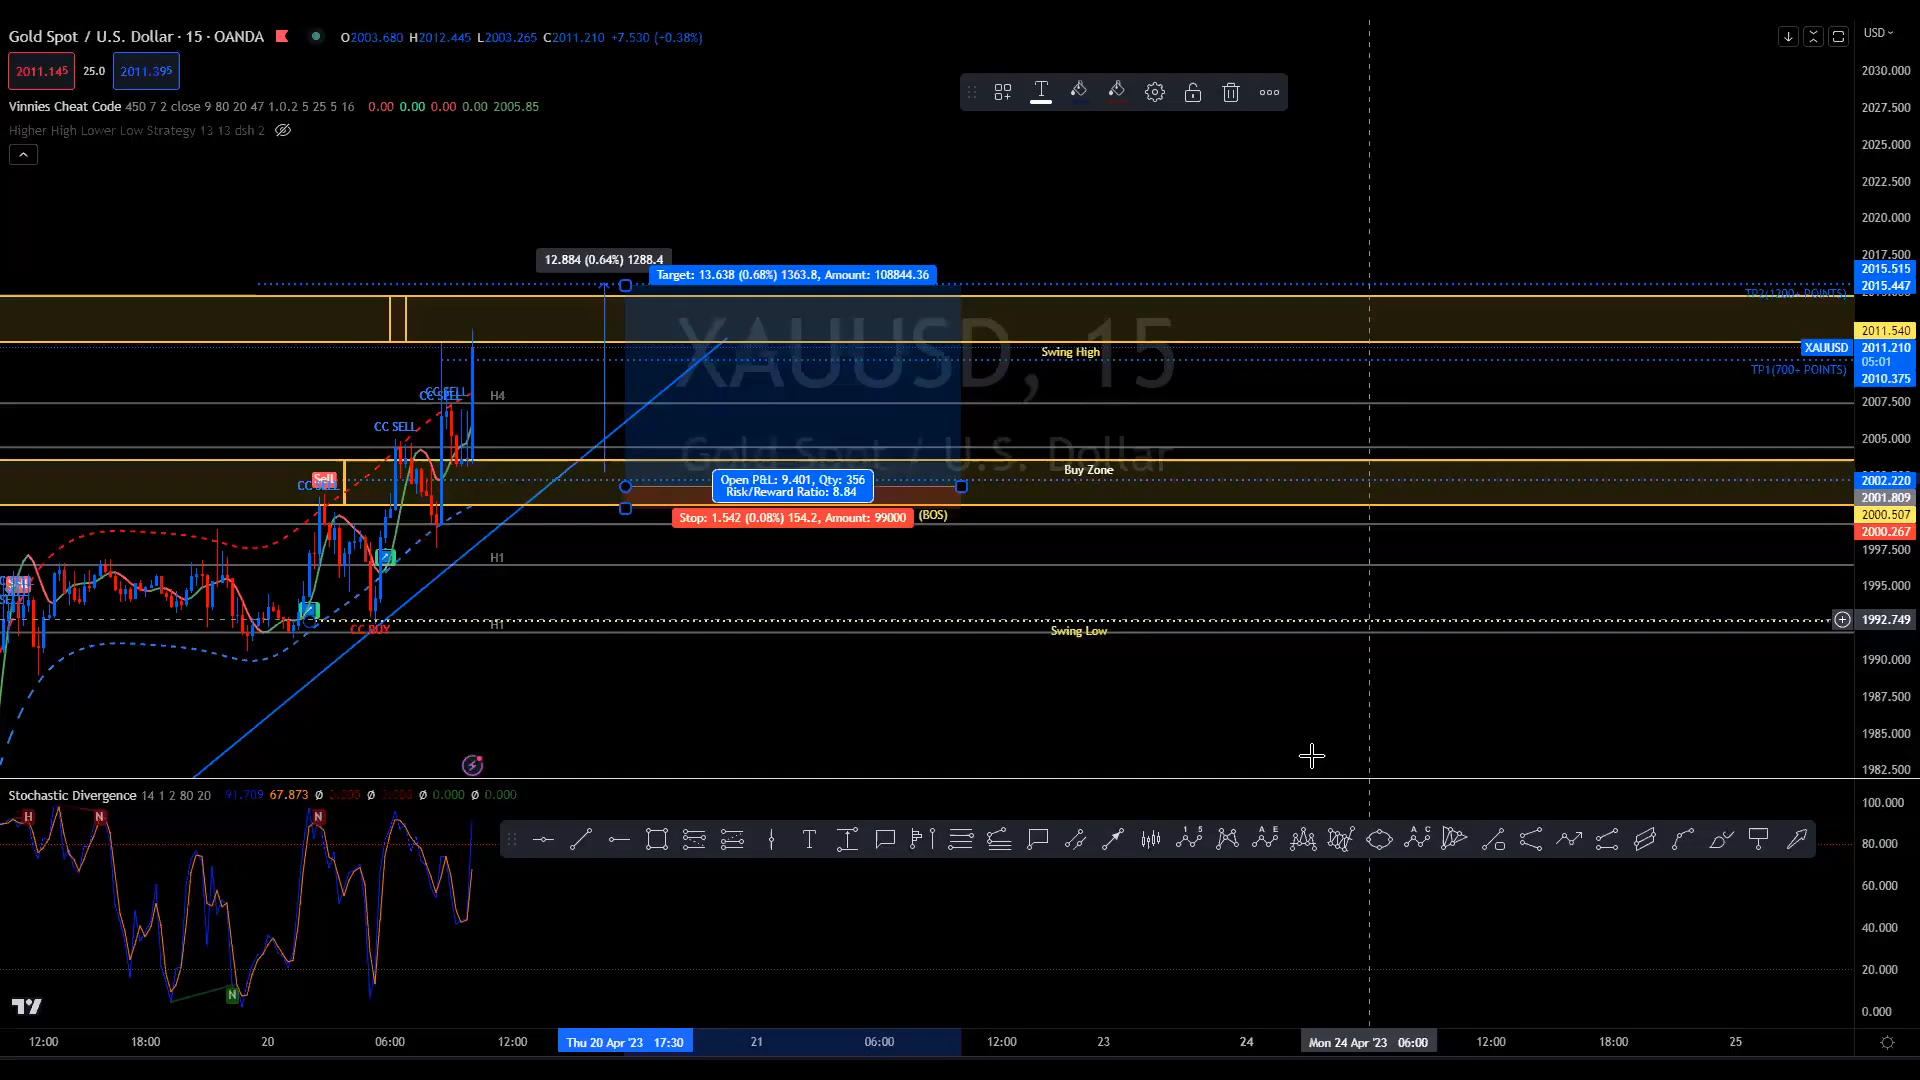 Gold Spot / U.S. Dollar · 15 · OANDA O2003.680 H2012.445 L2003.265 C2011.210 +7.530 (+0.38%)
USD
2011.145 25.0 2011.395
Vinnies Cheat Code 450 7 2 close 9 80 20 47 1.0.2 5 25 5 16 0.00 0.00 0.00 0.00 2005.85
Higher High Lower Low Strategy 13 13 dsh 2
T
2030.000
2027.500
2025.000
2022.500
2020.000
2017.500
12.884 (0.64%) 1288.4
Target: 13.638 (0.68%) 1363.8, Amount: 108844.36
2015.515
2015.447
TP2(1200+ POINTS)
XAUUSD, 15
Gold Spot / U.S. Dollar
2011.540
Swing High
XAUUSD 2011.210
05:01
TP1(700+ POINTS)
2010.375
CC SELL
CC SELL
H4
2007.500
CC SELL
2005.000
Buy Zone
Sell
CC SELL
Open P&L: 9.401, Qty: 356
Risk/Reward Ratio: 8.84
2002.220
2001.809
Stop: 1.542 (0.08%) 154.2, Amount: 99000
(BOS)
2000.507
2000.267
H1
1997.500
1995.000
H1
CC BUY
Swing Low
1992.749
1990.000
1987.500
1985.000
1982.500
Stochastic Divergence 14 1 2 80 20 91.709 67.873 Ø Ø Ø 0.000 Ø 0.000
H
N
N
N
100.000
80.000
60.000
40.000
20.000
0.000
12:00 18:00 20 06:00 12:00 Thu 20 Apr '23 17:30 21 06:00 12:00 23 24 Mon 24 Apr '23 06:00 12:00 18:00 25